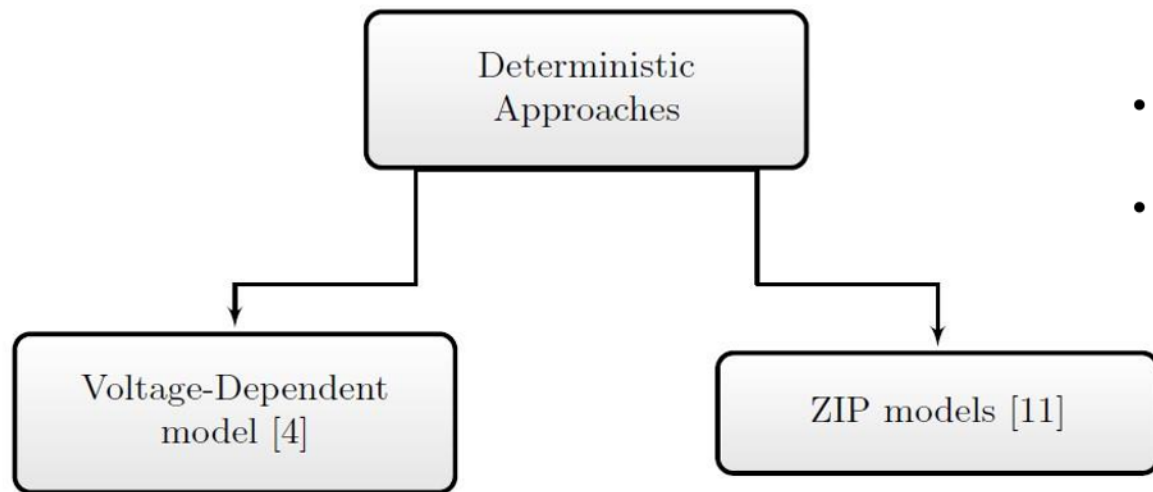 Deterministic
Approaches
•
•
Voltage-Dependent
model [4]
ZIP models [11]